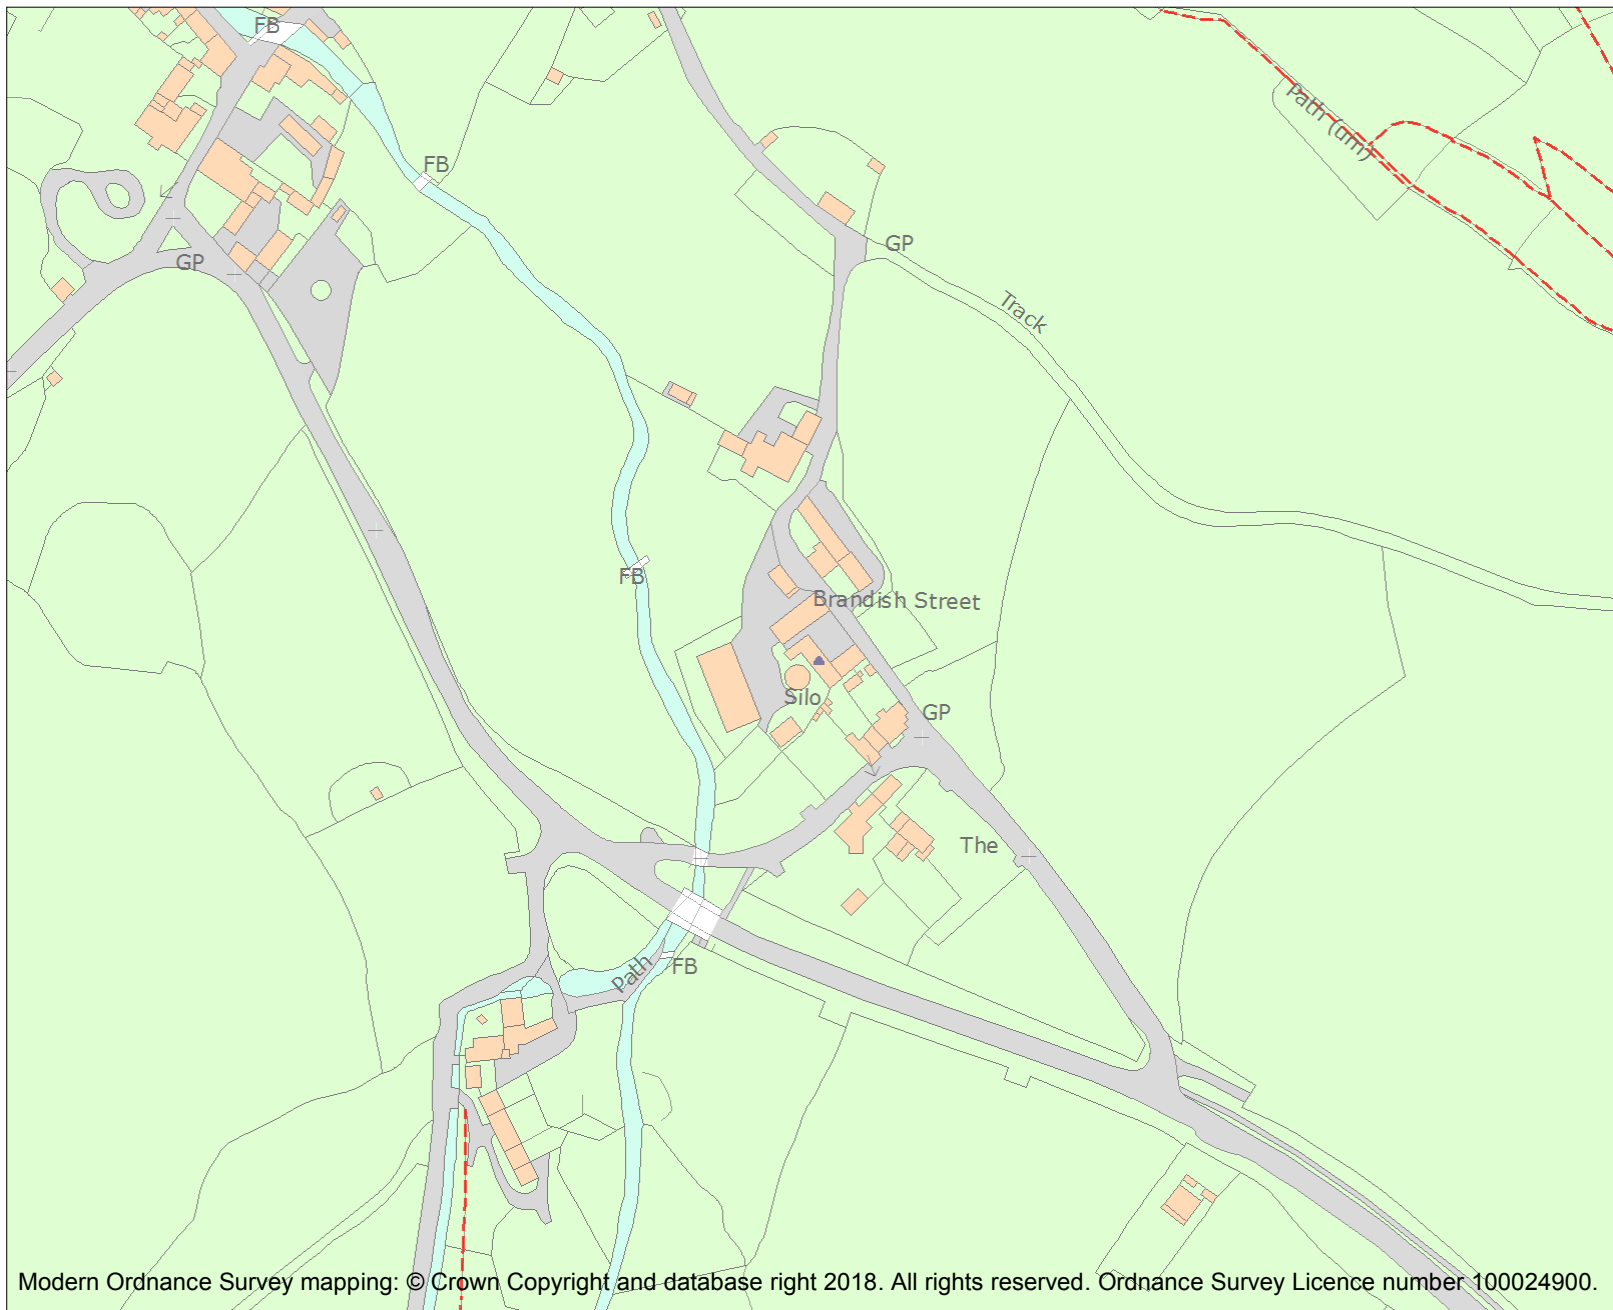 FB
Path (um)
FB
GP
GP
Track
FB
Brandish Street
Silo
GP
The
Path
FB
Modern Ordnance Survey mapping: © Crown Copyright and database right 2018. All rights reserved. Ordnance Survey Licence number 100024900.